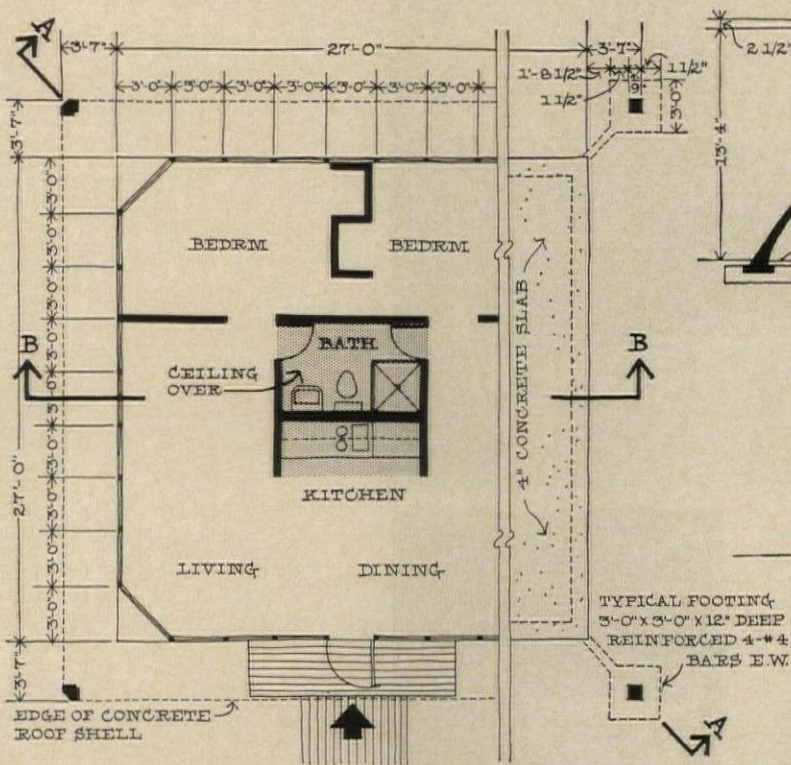 A
3'-7"
27'-0"
3'-7"
2 1/2"
1'-8 1/2"
1 1/2"
1 1/2"
9"
3'-0" 3'-0" 3'-0" 3'-0" 3'-0" 3'-0" 3'-0"
3'-0"
3'-7"
13'-4"
3'-0"
3'-0"
3'-0"
3'-0"
3'-0"
3'-0"
3'-0"
3'-0"
3'-0"
27'-0"
BEDRM
BEDRM
BATH
B
B
CEILING
OVER
4" CONCRETE SLAB
KITCHEN
LIVING
DINING
TYPICAL FOOTING
3'-0" X 3'-0" X 12" DEEP
REINFORCED 4-#4
BARS E.W.
3'-7"
EDGE OF CONCRETE
ROOF SHELL
A